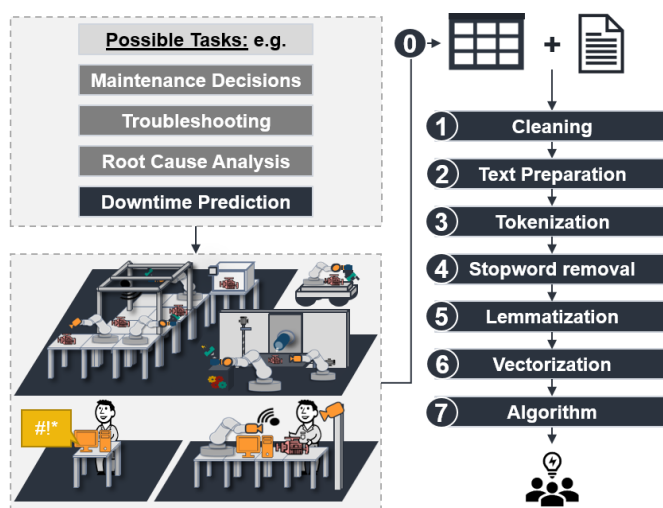 Possible Tasks: e.g.
Maintenance Decisions
Troubleshooting
Root Cause Analysis
Downtime Prediction
#!*
0
+
1 Cleaning
2 Text Preparation
3 Tokenization
4 Stopword removal
5 Lemmatization
6 Vectorization
7 Algorithm